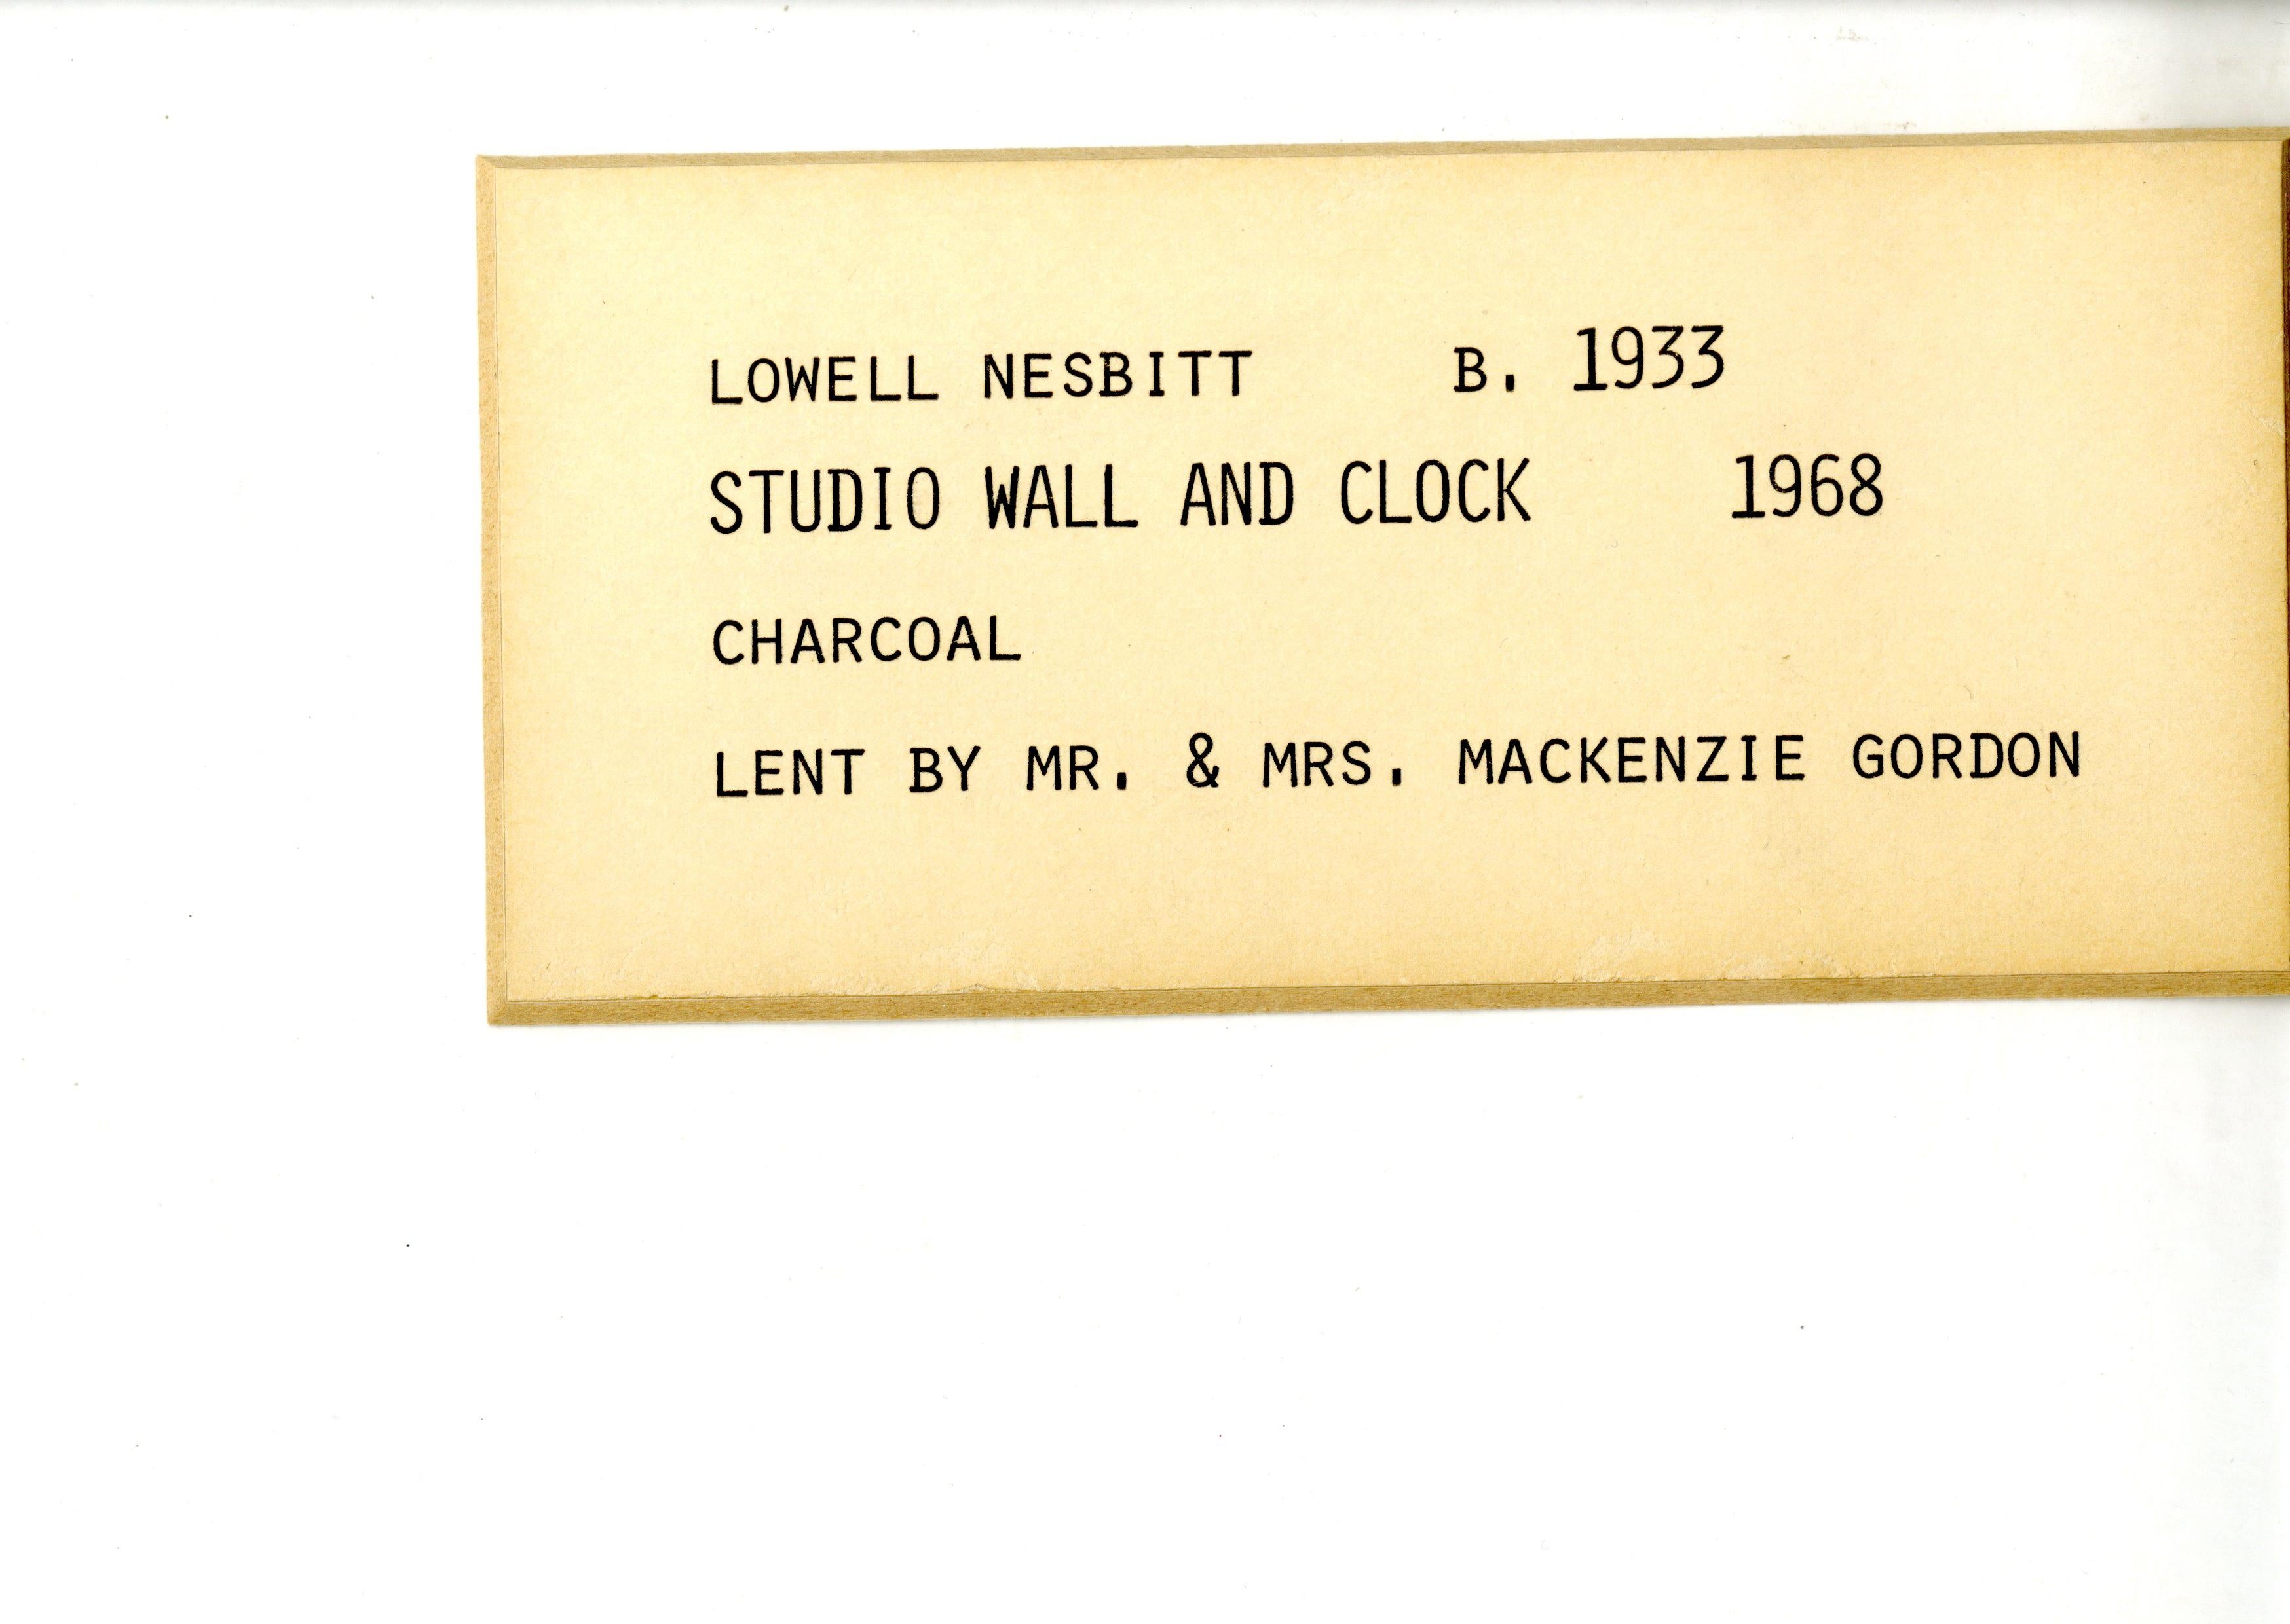 LOWELL NESBITT B. 1933
STUDIO WALL AND CLOCK 1968
CHARCOAL
LENT BY MR. & MRS. MACKENZIE GORDON